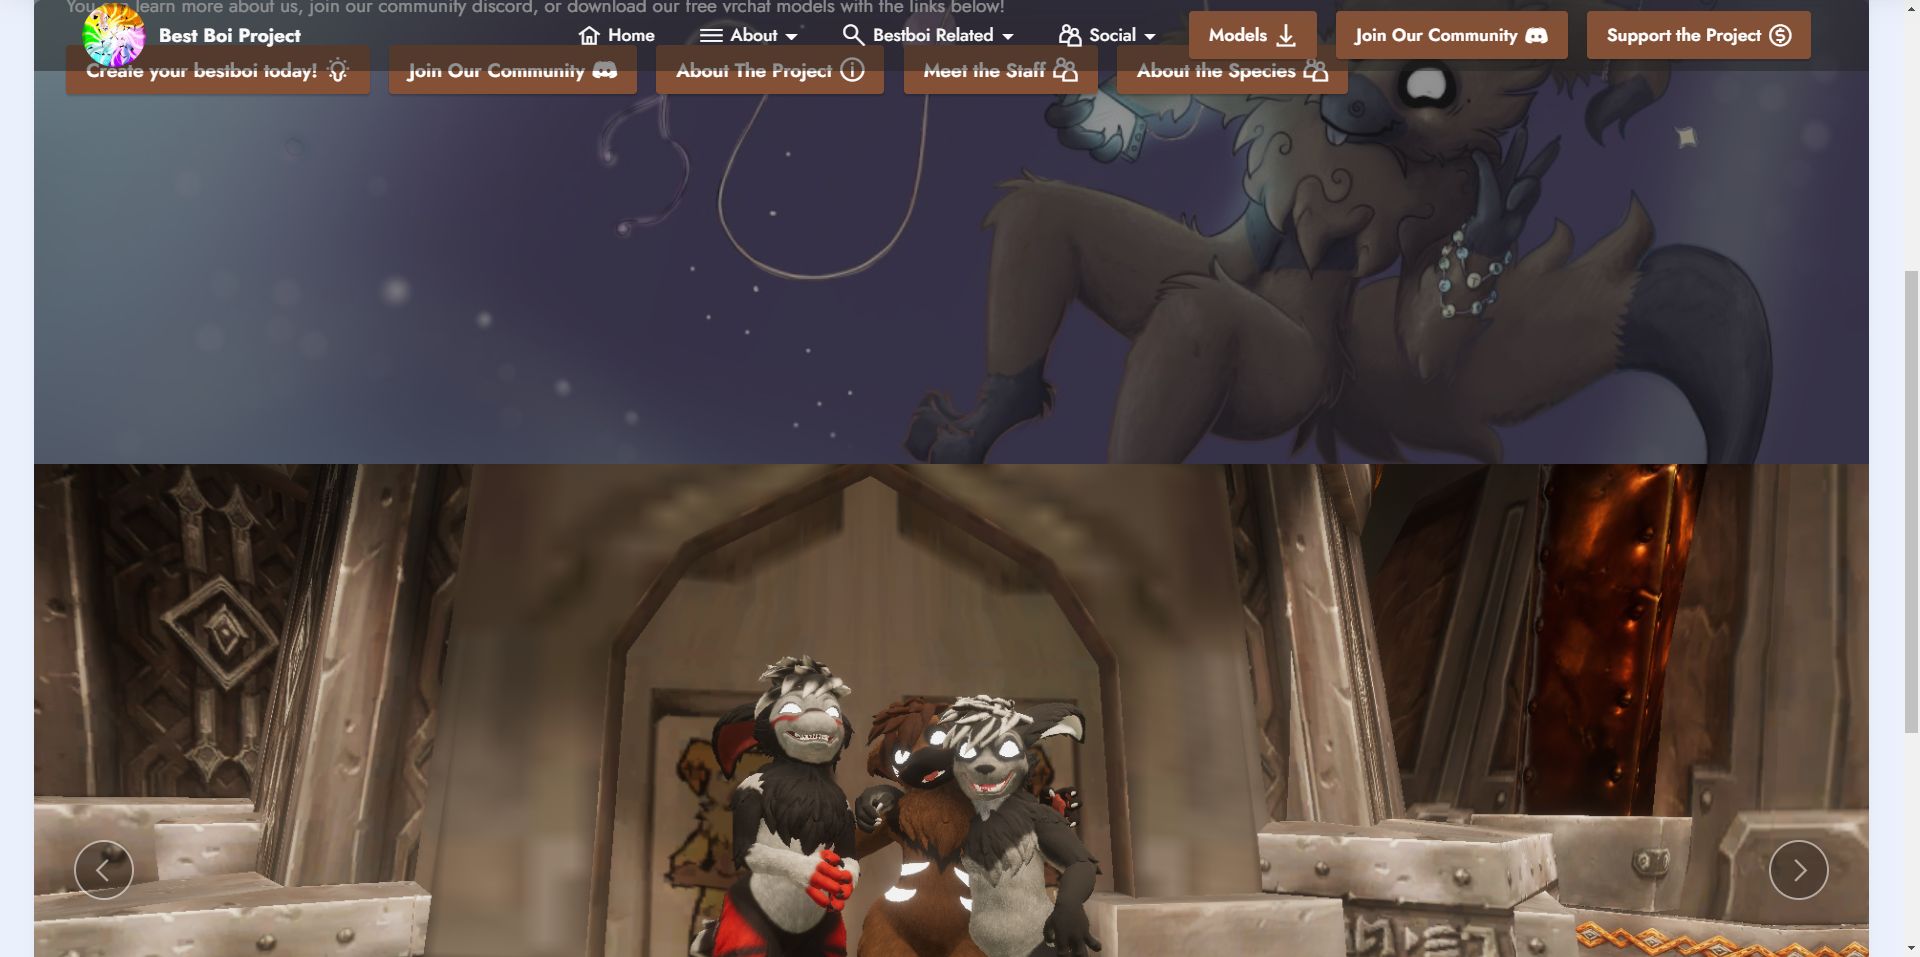 You can learn more about us, join our community discord, or download our free vrchat models with the links below!
Best Boi Project
Home
About
Bestboi Related
Social
Models
Join Our Community
Support the Project
Create your bestboi today!
Join Our Community
About The Project
Meet the Staff
About the Species